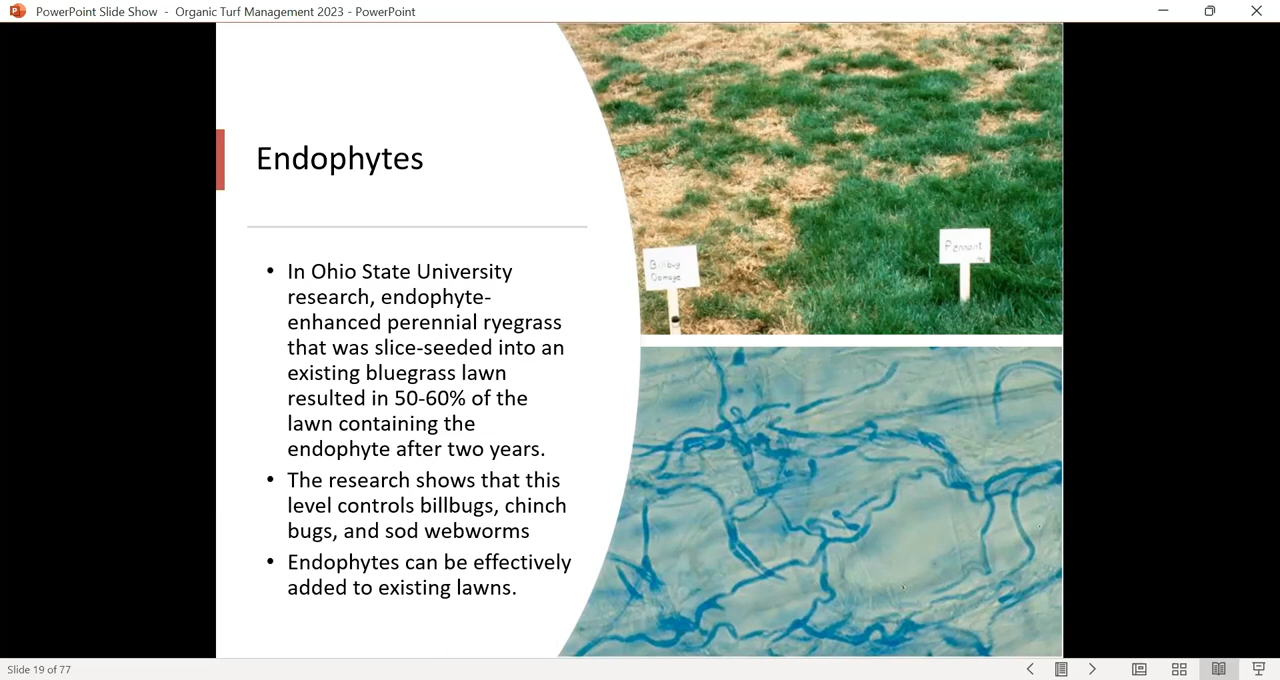 PowerPoint Slide Show - Organic Turf Management 2023 - PowerPoint
Endophytes
• In Ohio State University
research, endophyte-
enhanced perennial ryegrass
that was slice-seeded into an
existing bluegrass lawn
resulted in 50-60% of the
lawn containing the
endophyte after two years.
• The research shows that this
level controls billbugs, chinch
bugs, and sod webworms
• Endophytes can be effectively
added to existing lawns.
Billbug
Damage
Pennant
Slide 19 of 77